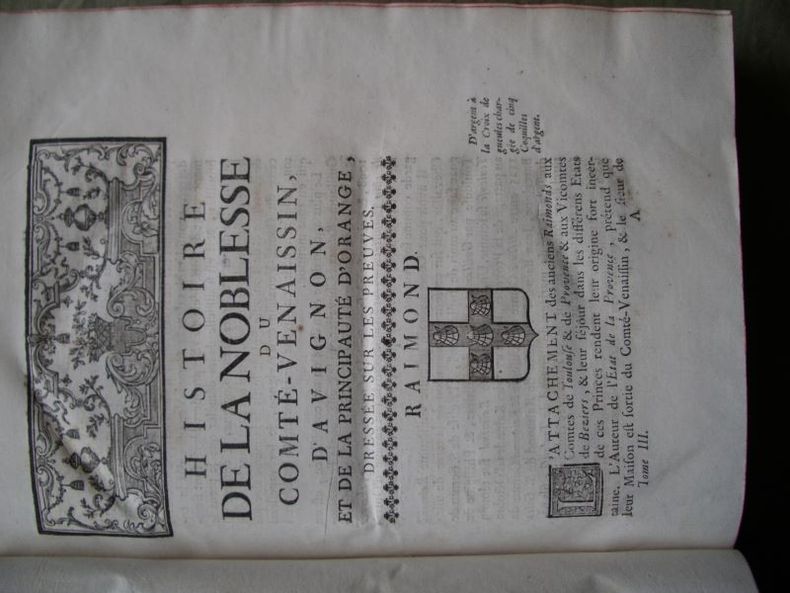 HISTOIRE
DE LA NOBLESSE
DU
COMTÉ-VENAISSIN,
D'AVIGNON,
ET DE LA PRINCIPAUTÉ D'ORANGE,
DRESSÉE SUR LES PREUVES.
RAIMOND.
D'argent à
la Croix de
gueules char-
gée de cinq
Coquilles
d'argent.
L'ATTACHEMENT des anciens Raimonds aux
Comtes de Toulouse & de Provence & aux Vicomtes
de Beziers, & leur séjour dans les différens Etats
de ces Princes rendent leur origine fort incer-
taine. L'Auteur de l'Etat de la Provence, prétend que
leur Maison est sortie du Comté-Venaissin, & le sieur de
Tome III. A